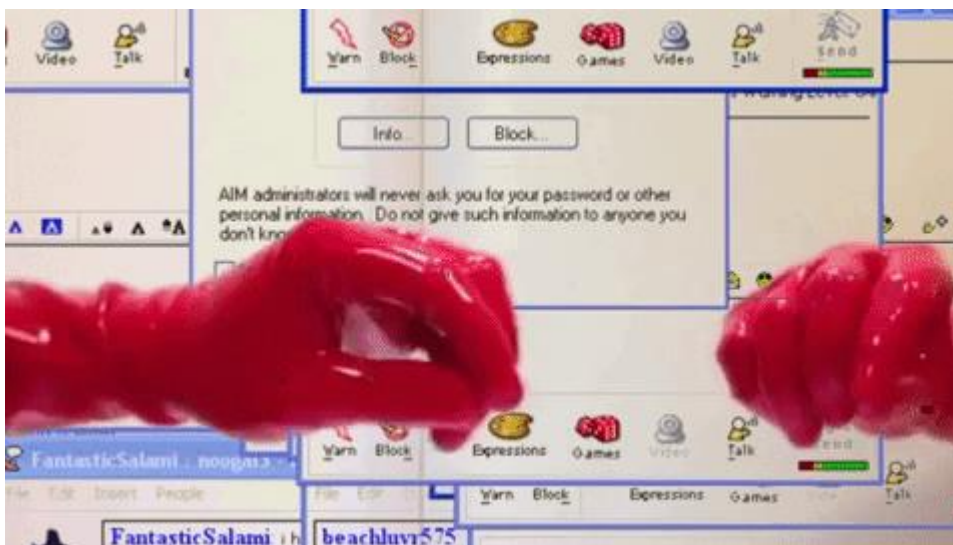 Video Talk
Warn Block Expressions Games Video Talk Send
Info... Block...
AIM administrators will never ask you for your password or other
personal information. Do not give such information to anyone you
don't
Warn Block Expressions Games Video Talk
FantasticSalami :
File Edit Insert People
File
Warn Block Expressions Games Talk
FantasticSalami
beachluvr575